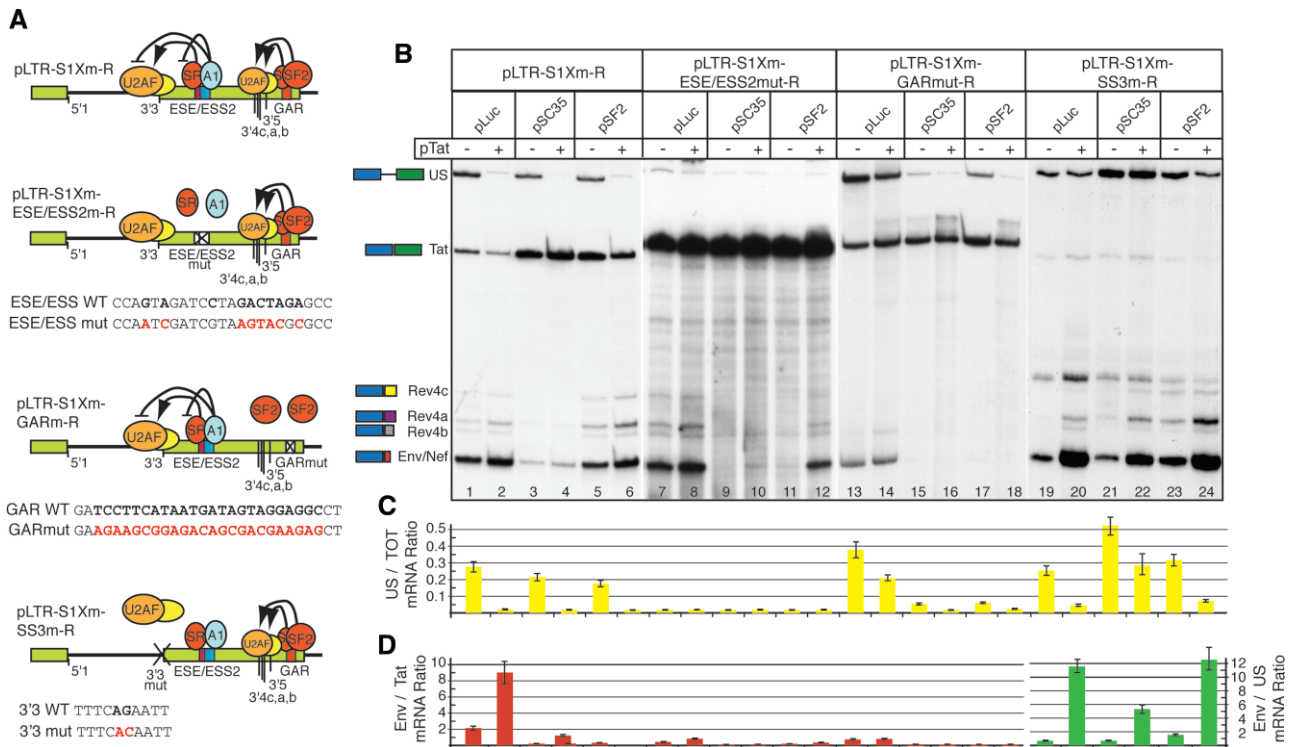 A
pLTR-S1Xm-R
U2AF
SR
A1
U2AF
SF2
5'1
3'3
ESE/ESS2
3'5
GAR
3'4c,a,b
pLTR-S1Xm-
ESE/ESS2m-R
SR
A1
U2AF
U2AF
SF2
5'1
3'3
ESE/ESS2
mut
3'5
GAR
3'4c,a,b
ESE/ESS WT CCAGTAGATCCTAGACTAGAGCC
ESE/ESS mut CCAATCGATCGTAAGTACGCGCC
pLTR-S1Xm-
GARm-R
SF2
SF2
U2AF
SR
A1
5'1
3'3
ESE/ESS2
3'5
GARmut
3'4c,a,b
GAR WT GATCCTTCATAATGATAGTAGGAGGCCT
GARmut GAAGAAGCGGAGACAGCGACGAAGAGCT
pLTR-S1Xm-
SS3m-R
U2AF
SR
A1
U2AF
SF2
5'1
3'3
mut
ESE/ESS2
3'5
GAR
3'4c,a,b
3'3 WT TTTCAGAATT
3'3 mut TTTCACAATT
B
pLTR-S1Xm-R
pLTR-S1Xm-
ESE/ESS2mut-R
pLTR-S1Xm-
GARmut-R
pLTR-S1Xm-
SS3m-R
pLuc pSC35 pSF2 pLuc pSC35 pSF2 pLuc pSC35 pSF2 pLuc pSC35 pSF2
pTat - + - + - + - + - + - + - + - + - + - + - + - +
US
Tat
Rev4c
Rev4a
Rev4b
Env/Nef
1 2 3 4 5 6 7 8 9 10 11 12 13 14 15 16 17 18 19 20 21 22 23 24
C
US / TOT
mRNA Ratio
0.5
0.4
0.3
0.2
0.1
D
Env / Tat
mRNA Ratio
10
8
6
4
2
12
10
8
6
4
2
Env / US
mRNA Ratio
- + - + - + - + - + - + - + - + - + - + - + - +